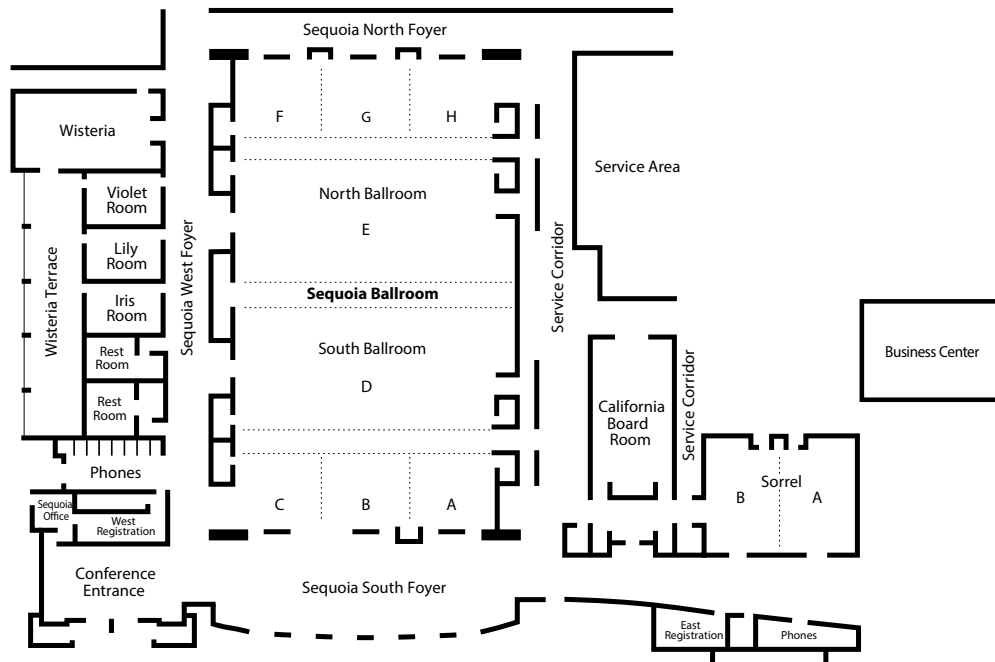 Sequoia North Foyer
F
G
H
Wisteria
Service Area
Violet
Room
North Ballroom
E
Lily
Room
Wisteria Terrace
Sequoia West Foyer
Service Corridor
Iris
Room
Sequoia Ballroom
South Ballroom
D
Rest
Room
Rest
Room
Business Center
California
Board
Room
Service Corridor
Phones
Sorrel
B
A
Sequoia
Office
West
Registration
C
B
A
Conference
Entrance
Sequoia South Foyer
East
Registration
Phones